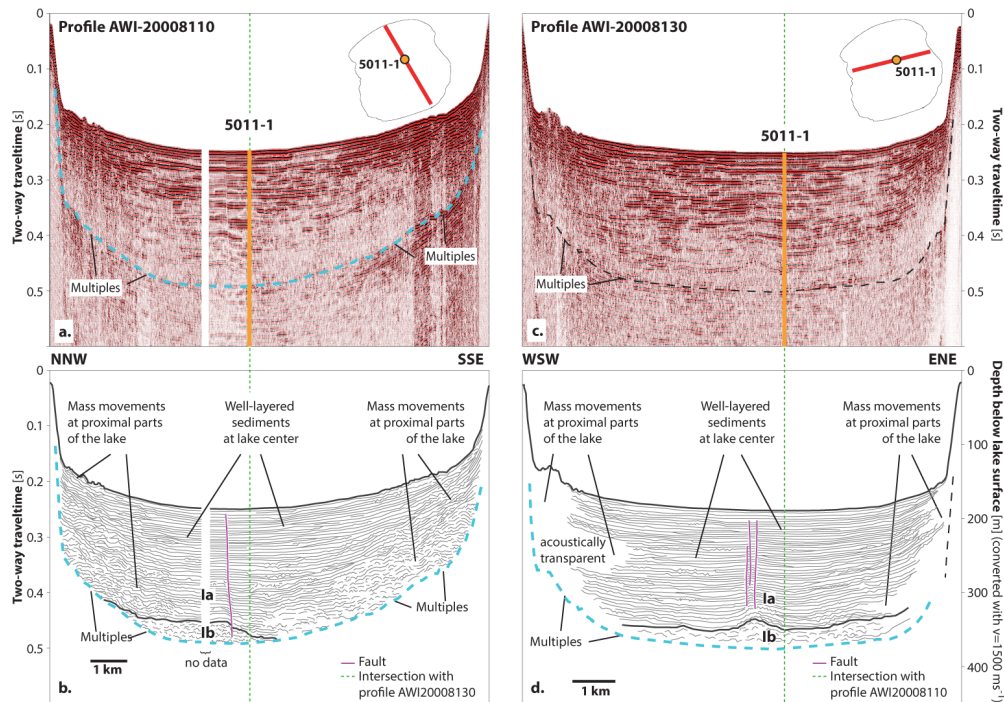 Profile AWI-20008110
5011-1
5011-1
0
0.1
0.2
0.3
0.4
0.5
Two-way traveltime [s]
Multiples
Multiples
a.
NNW
SSE
Profile AWI-20008130
5011-1
5011-1
0
0.1
0.2
0.3
0.4
0.5
Two-way traveltime [s]
Multiples
c.
WSW
ENE
0
0.1
0.2
0.3
0.4
0.5
Two-way traveltime [s]
Mass movements
at proximal parts
of the lake
Well-layered
sediments
at lake center
Mass movements
at proximal parts
of the lake
Ia
Ib
Multiples
Multiples
1 km
no data
Fault
Intersection with
profile AWI20008130
b.
Mass movements
at proximal parts
of the lake
Well-layered
sediments
at lake center
Mass movements
at proximal parts
of the lake
acoustically
transparent
Ia
Ib
Multiples
1 km
Fault
Intersection with
profile AWI20008110
d.
0
100
200
300
400
Depth below lake surface [m] (converted with v=1500 ms⁻¹)